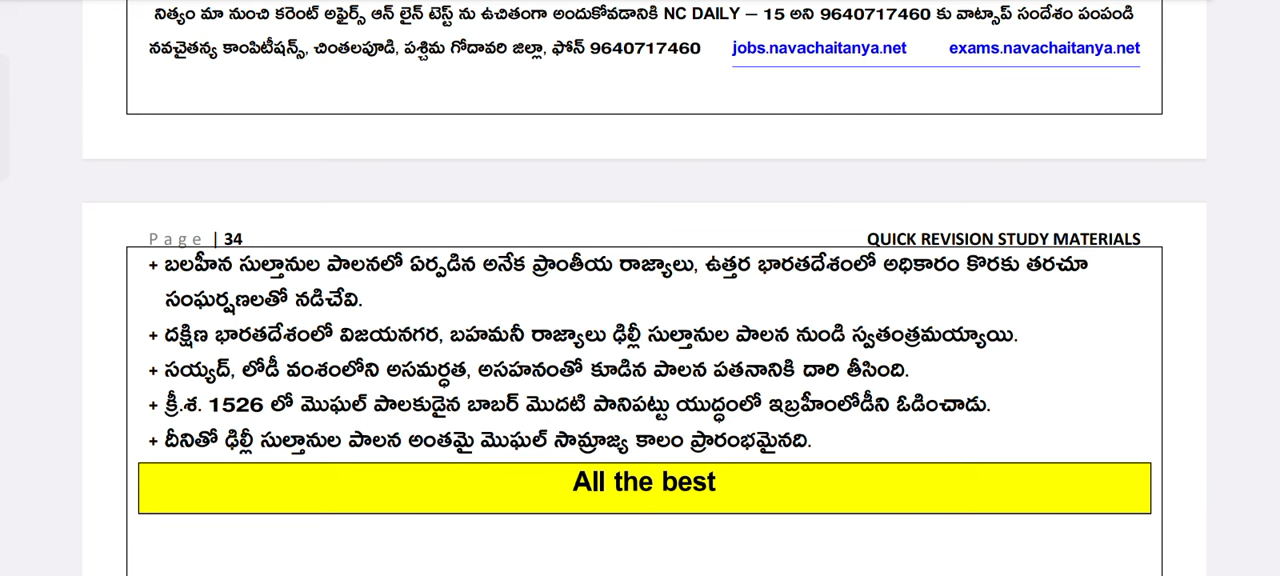 నిత్యం మా నుంచి కరెంట్ అఫైర్స్ ఆన్ లైన్ టెస్ట్ ను ఉచితంగా అందుకోవడానికి NC DAILY – 15 అని 9640717460 కు వాట్సాప్ సందేశం పంపండి
నవచైతన్య కాంపిటీషన్స్, చింతలపూడి, పశ్చిమ గోదావరి జిల్లా, ఫోన్ 9640717460 jobs.navachaitanya.net exams.navachaitanya.net
Page | 34 QUICK REVISION STUDY MATERIALS
+ బలహీన సుల్తానుల పాలనలో ఏర్పడిన అనేక ప్రాంతీయ రాజ్యాలు, ఉత్తర భారతదేశంలో అధికారం కొరకు తరచూ
సంఘర్షణలతో నడిచేవి.
+ దక్షిణ భారతదేశంలో విజయనగర, బహమనీ రాజ్యాలు ఢిల్లీ సుల్తానుల పాలన నుండి స్వతంత్రమయ్యాయి.
+ సయ్యద్, లోడీ వంశంలోని అసమర్ధత, అసహనంతో కూడిన పాలన పతనానికి దారి తీసింది.
+ క్రీ.శ. 1526 లో మొఘల్ పాలకుడైన బాబర్ మొదటి పానిపట్టు యుద్ధంలో ఇబ్రహీంలోడీని ఓడించాడు.
+ దీనితో ఢిల్లీ సుల్తానుల పాలన అంతమై మొఘల్ సామ్రాజ్య కాలం ప్రారంభమైనది.
All the best